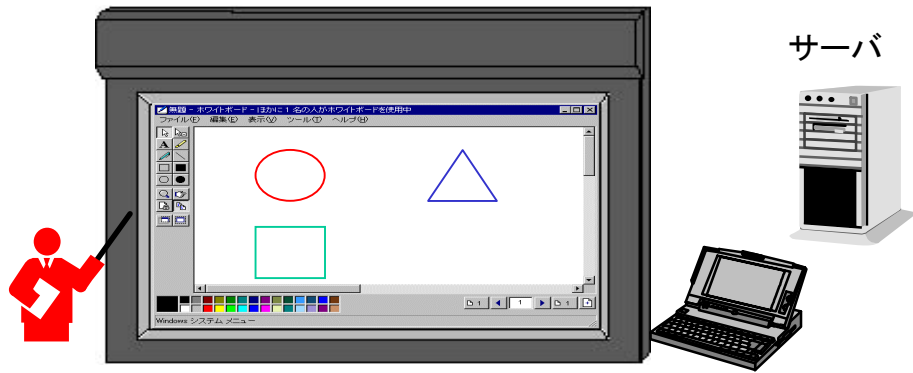 サーバ
無題 - ホワイトボード - ほかに 1 名の人がホワイトボードを使用中
ファイル(F) 編集(E) 表示(V) ツール(T) ヘルプ(H)
A
1 1 1
Windows システム メニュー